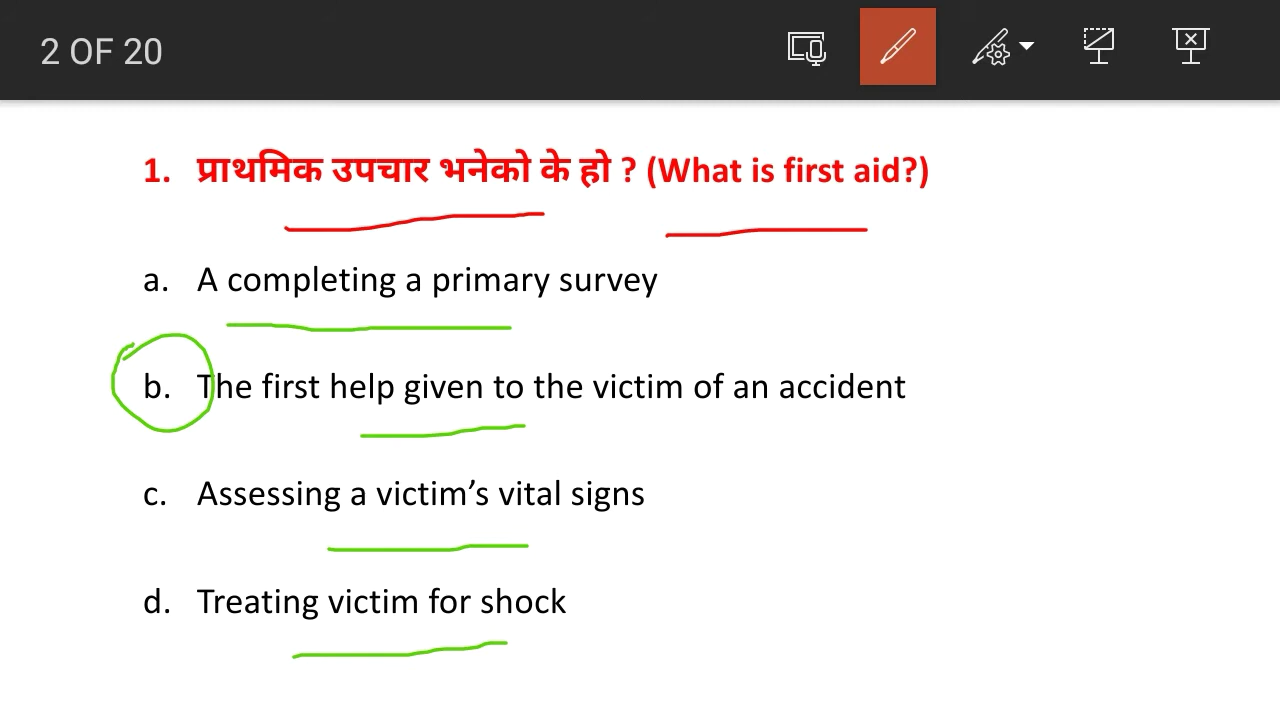 2 OF 20
1. प्राथमिक उपचार भनेको के हो ? (What is first aid?)
a. A completing a primary survey
b. The first help given to the victim of an accident
c. Assessing a victim’s vital signs
d. Treating victim for shock